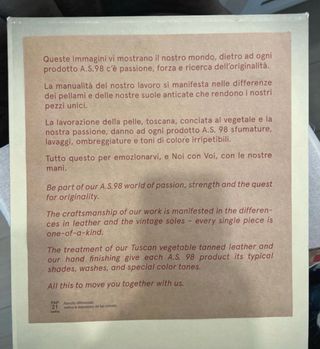 Queste immagini vi mostrano il nostro mondo, dietro ad ogni
prodotto A.S.98 c'è passione, forza e ricerca dell'originalità.
La manualità del nostro lavoro si manifesta nelle differenze
dei pellami e delle nostre suole anticate che rendono i nostri
pezzi unici.
La lavorazione della pelle, toscana, conciata al vegetale e la
nostra passione, danno ad ogni prodotto A.S. 98 sfumature,
lavaggi, ombreggiature e toni di colore irripetibili.
Tutto questo per emozionarvi, e Noi con Voi, con le nostre
mani.
Be part of our A.S.98 world of passion, strength and the quest
for originality.
The craftsmanship of our work is manifested in the differen-
ces in leather and the vintage soles - every single piece is
one-of-a-kind.
The treatment of our Tuscan vegetable tanned leather and
our hand finishing give each A.S. 98 product its typical
shades, washes, and special color tones.
All this to move you together with us.
PAP
21
Raccolta differenziata